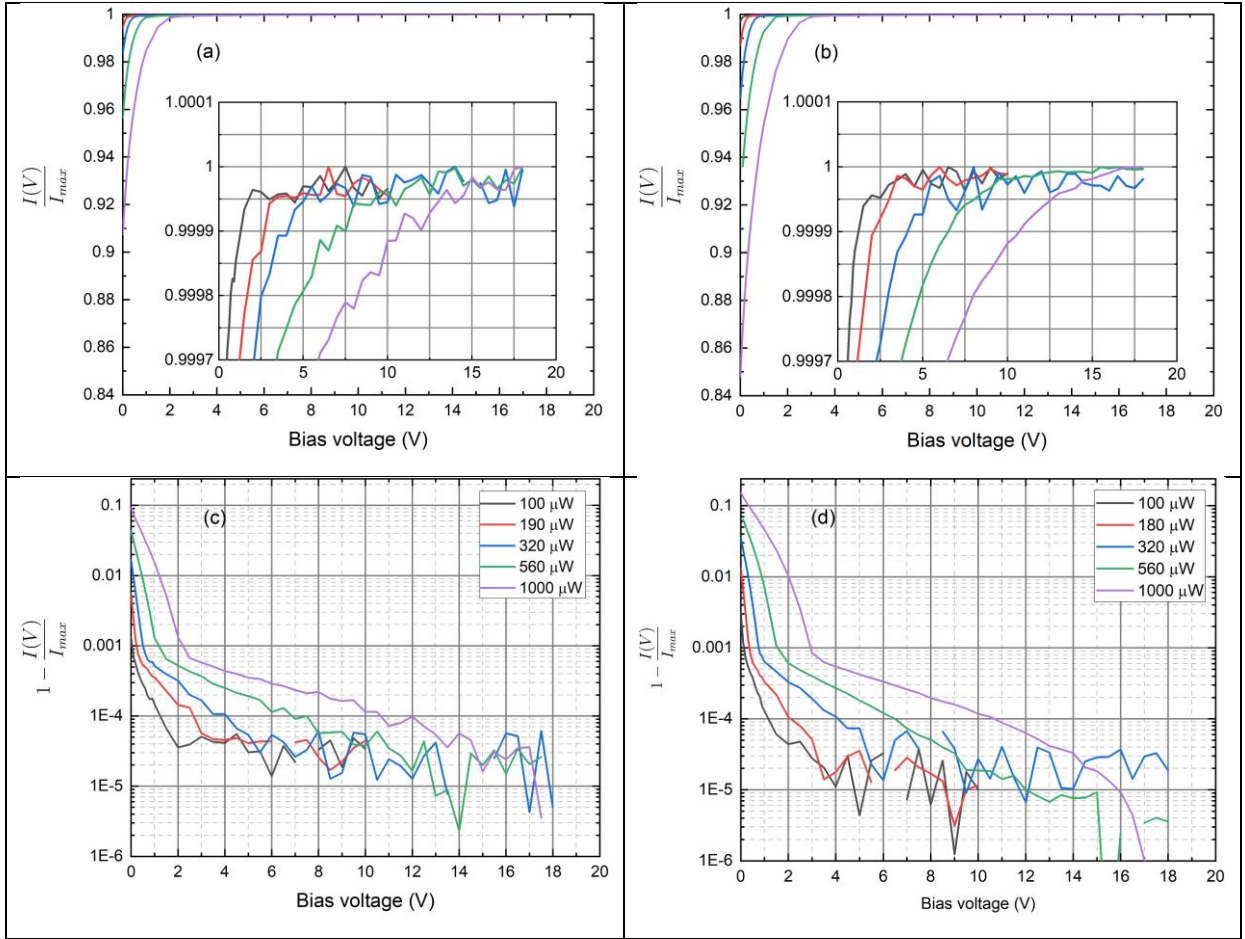 (a)
1
0.98
0.96
0.94
0.92
0.9
0.88
0.86
0.84
0 2 4 6 8 10 12 14 16 18 20
Bias voltage (V)
I(V)
I_max
1.0001
1
0.9999
0.9998
0.9997
0 5 10 15 20
(b)
1
0.98
0.96
0.94
0.92
0.9
0.88
0.86
0.84
0 2 4 6 8 10 12 14 16 18 20
Bias voltage (V)
I(V)
I_max
1.0001
1
0.9999
0.9998
0.9997
0 5 10 15 20
(c)
0.1
0.01
0.001
1E-4
1E-5
1E-6
0 2 4 6 8 10 12 14 16 18 20
Bias voltage (V)
1 − I(V)
I_max
100 μW
190 μW
320 μW
560 μW
1000 μW
(d)
0.1
0.01
0.001
1E-4
1E-5
1E-6
0 2 4 6 8 10 12 14 16 18 20
Bias voltage (V)
1 − I(V)
I_max
100 μW
180 μW
320 μW
560 μW
1000 μW